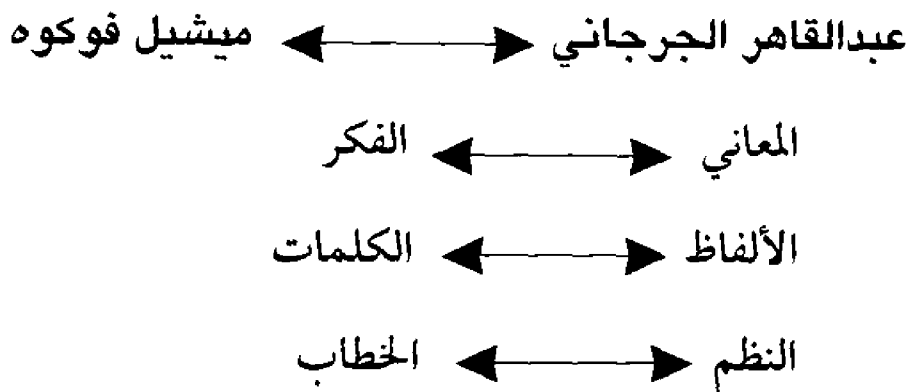 عبدالقاهر الجرجاني ميشيل فوكوه
المعاني الفكر
الألفاظ الكلمات
النظم الخطاب